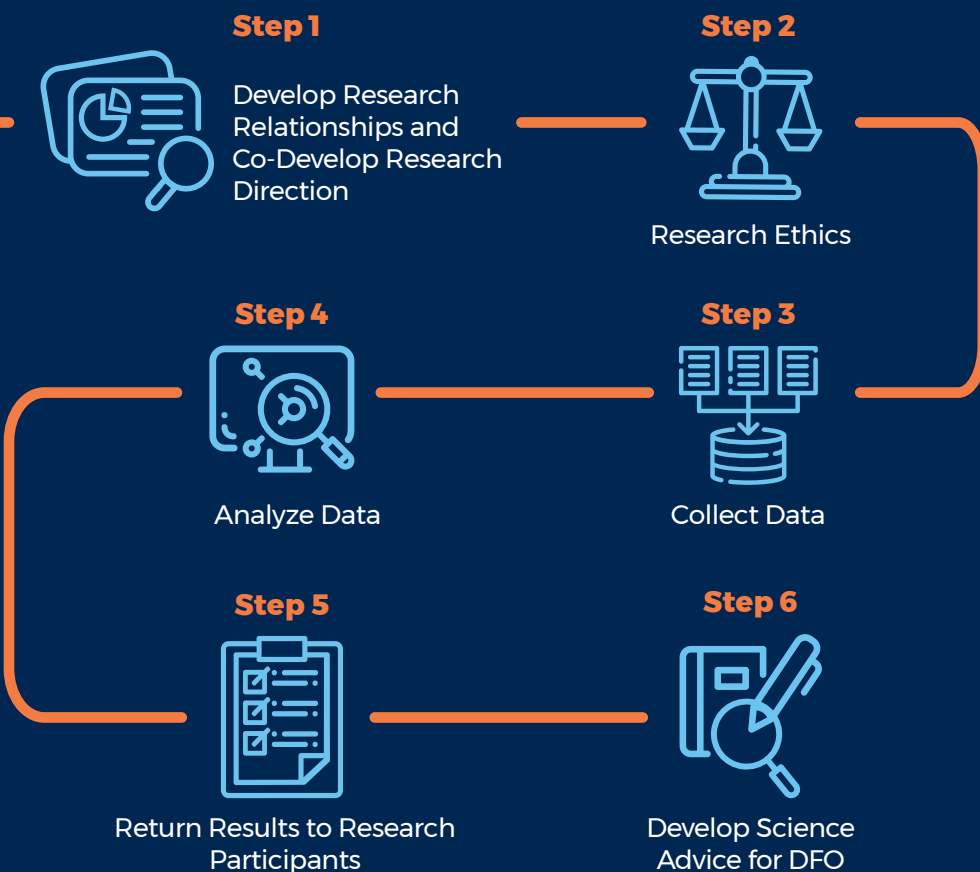 Step 1
Develop Research
Relationships and
Co-Develop Research
Direction
Step 2
Research Ethics
Step 3
Collect Data
Step 4
Analyze Data
Step 5
Return Results to Research
Participants
Step 6
Develop Science
Advice for DFO